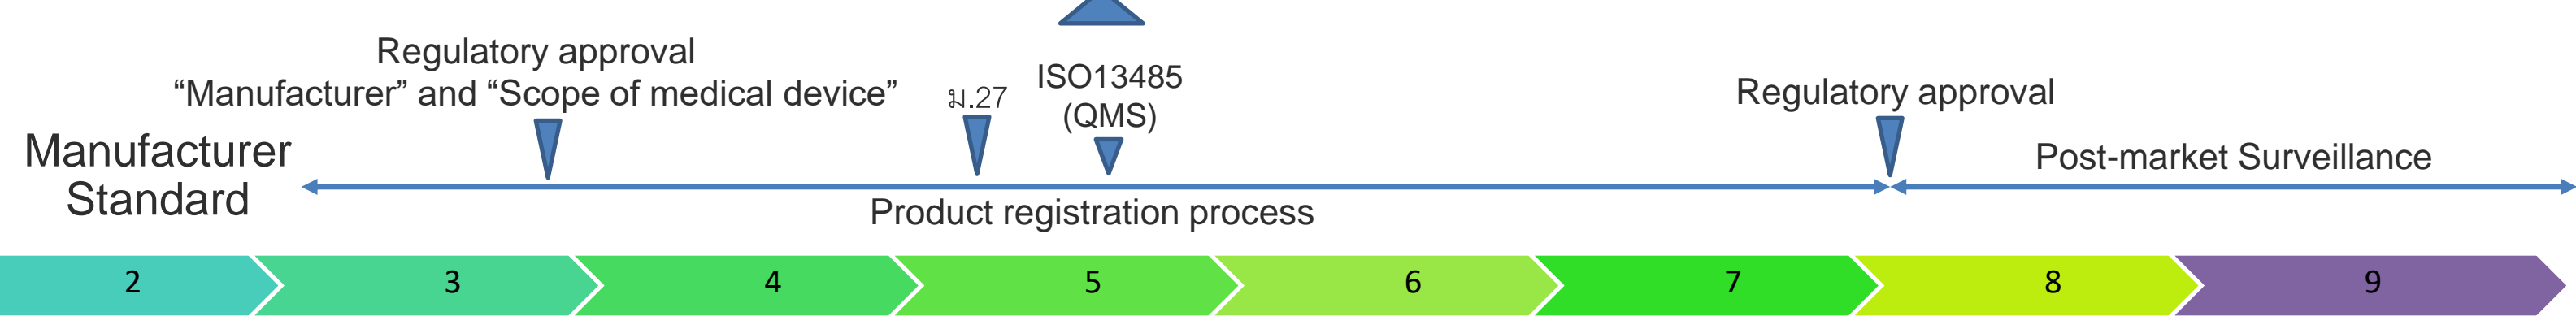 Regulatory approval
“Manufacturer” and “Scope of medical device”
ม.27
ISO13485
(QMS)
Regulatory approval
Manufacturer
Standard
Post-market Surveillance
Product registration process
2
3
4
5
6
7
8
9